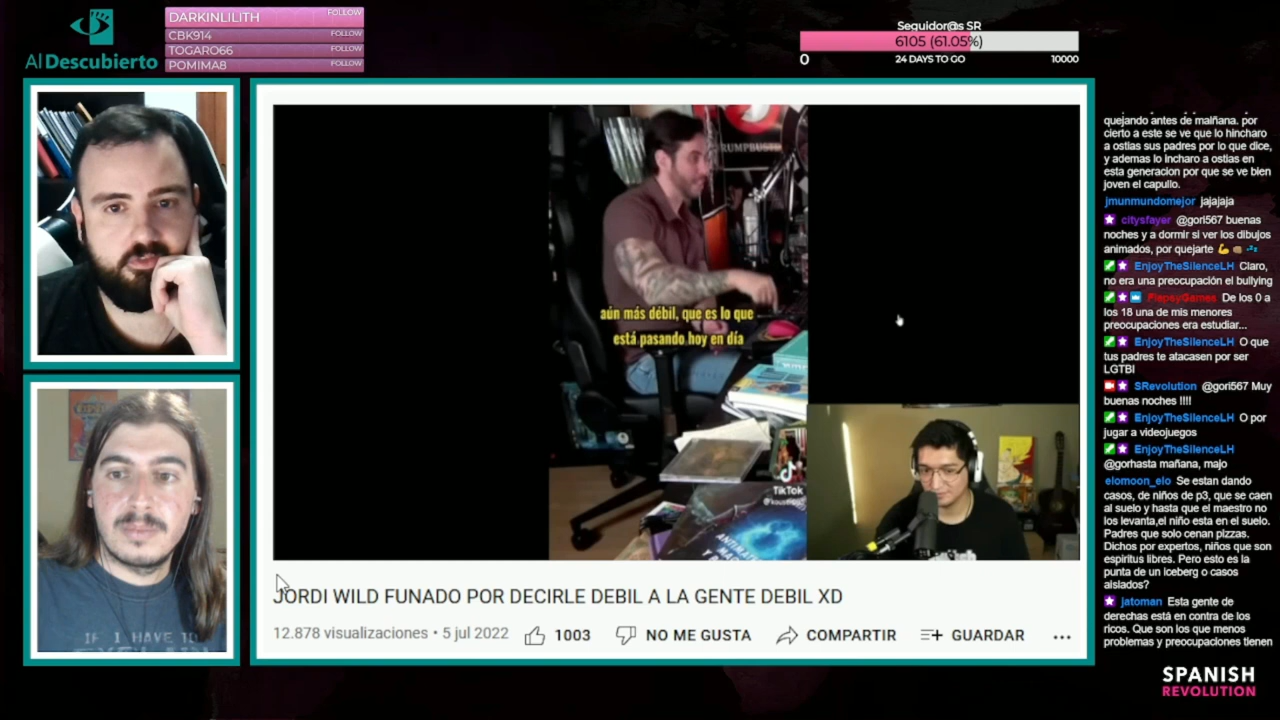 Al Descubierto
DARKINLILITH FOLLOW
CBK914 FOLLOW
TOGARO66 FOLLOW
POMIMA8 FOLLOW
Seguidor@s SR
6105 (61.05%)
0 24 DAYS TO GO 10000
aún más débil, que es lo que
está pasando hoy en día
TikTok
IF I HAVE TO
JORDI WILD FUNADO POR DECIRLE DEBIL A LA GENTE DEBIL XD
12.878 visualizaciones • 5 jul 2022 1003 NO ME GUSTA COMPARTIR GUARDAR
quejando antes de malñana. por
cierto a este se ve que lo hincharo
a ostias sus padres por lo que dice,
y ademas lo incharo a ostias en
esta generacion por que se ve bien
joven el capullo.
jmunmundomejor jajajaja
citysfayer @gori567 buenas
noches y a dormir si ver los dibujos
animados, por quejarte
EnjoyTheSilenceLH Claro,
no era una preocupación el bullying
FlapsyGames De los 0 a
los 18 una de mis menores
preocupaciones era estudiar...
EnjoyTheSilenceLH O que
tus padres te atacasen por ser
LGTBI
SRevolution @gori567 Muy
buenas noches !!!!
EnjoyTheSilenceLH O por
jugar a videojuegos
EnjoyTheSilenceLH
@gorhasta mañana, majo
elomoon_elo Se estan dando
casos, de niños de p3, que se caen
al suelo y hasta que el maestro no
los levanta,el niño esta en el suelo.
Padres que solo cenan pizzas.
Dichos por expertos, niños que son
espiritus libres. Pero esto es la
punta de un iceberg o casos
aislados?
jatoman Esta gente de
derechas está en contra de los
ricos. Que son los que menos
problemas y preocupaciones tienen
SPANISH
REVOLUTION